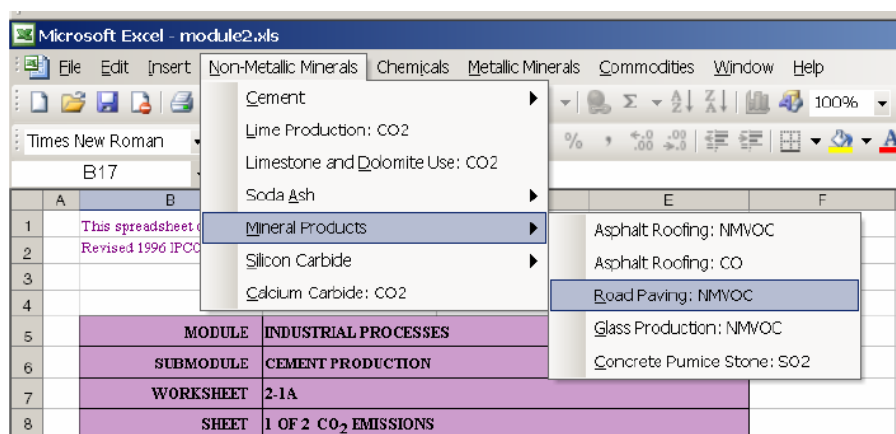 Microsoft Excel - module2.xls
File Edit Insert Non-Metallic Minerals Chemicals Metallic Minerals Commodities Window Help
Cement
100%
Times New Roman
Lime Production: CO2
% ,
B17
Limestone and Dolomite Use: CO2
A B E F
Soda Ash
1 This spreadsheet
Mineral Products
Asphalt Roofing: NMVOC
2 Revised 1996 IPCC
Silicon Carbide
Asphalt Roofing: CO
3
Calcium Carbide: CO2
Road Paving: NMVOC
4
Glass Production: NMVOC
5 MODULE INDUSTRIAL PROCESSES
6 SUBMODULE CEMENT PRODUCTION
Concrete Pumice Stone: SO2
7 WORKSHEET 2-1A
8 SHEET 1 OF 2 CO2 EMISSIONS